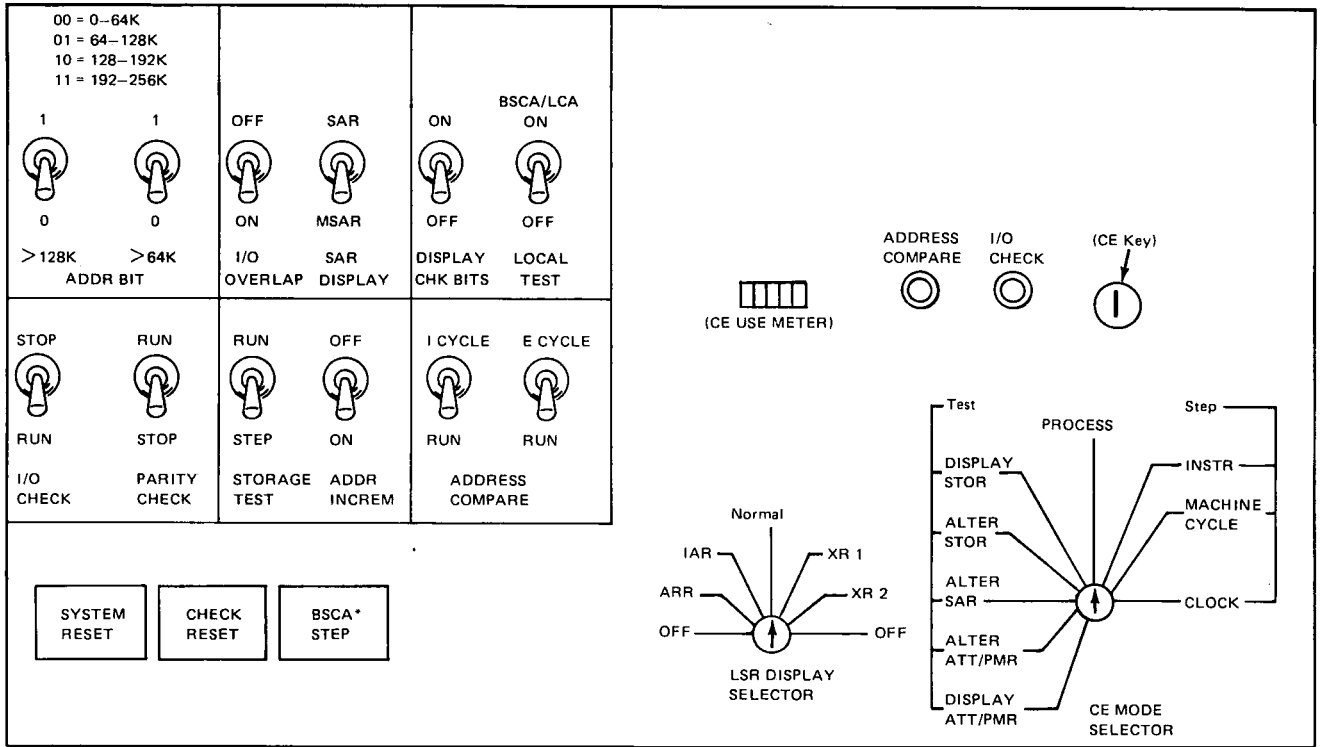 00 = 0–64K
01 = 64–128K
10 = 128–192K
11 = 192–256K
1
1
0
0
>128K
>64K
ADDR BIT
OFF
SAR
ON
MSAR
I/O
OVERLAP
SAR
DISPLAY
ON
BSCA/LCA
ON
OFF
OFF
DISPLAY
CHK BITS
LOCAL
TEST
STOP
RUN
RUN
STOP
I/O
CHECK
PARITY
CHECK
RUN
OFF
STEP
ON
STORAGE
TEST
ADDR
INCREM
I CYCLE
E CYCLE
RUN
RUN
ADDRESS
COMPARE
SYSTEM
RESET
CHECK
RESET
BSCA*
STEP
(CE USE METER)
ADDRESS
COMPARE
I/O
CHECK
(CE Key)
Normal
IAR
XR 1
ARR
XR 2
OFF
OFF
LSR DISPLAY
SELECTOR
Test
PROCESS
Step
DISPLAY
STOR
INSTR
ALTER
STOR
MACHINE
CYCLE
ALTER
SAR
CLOCK
ALTER
ATT/PMR
DISPLAY
ATT/PMR
CE MODE
SELECTOR